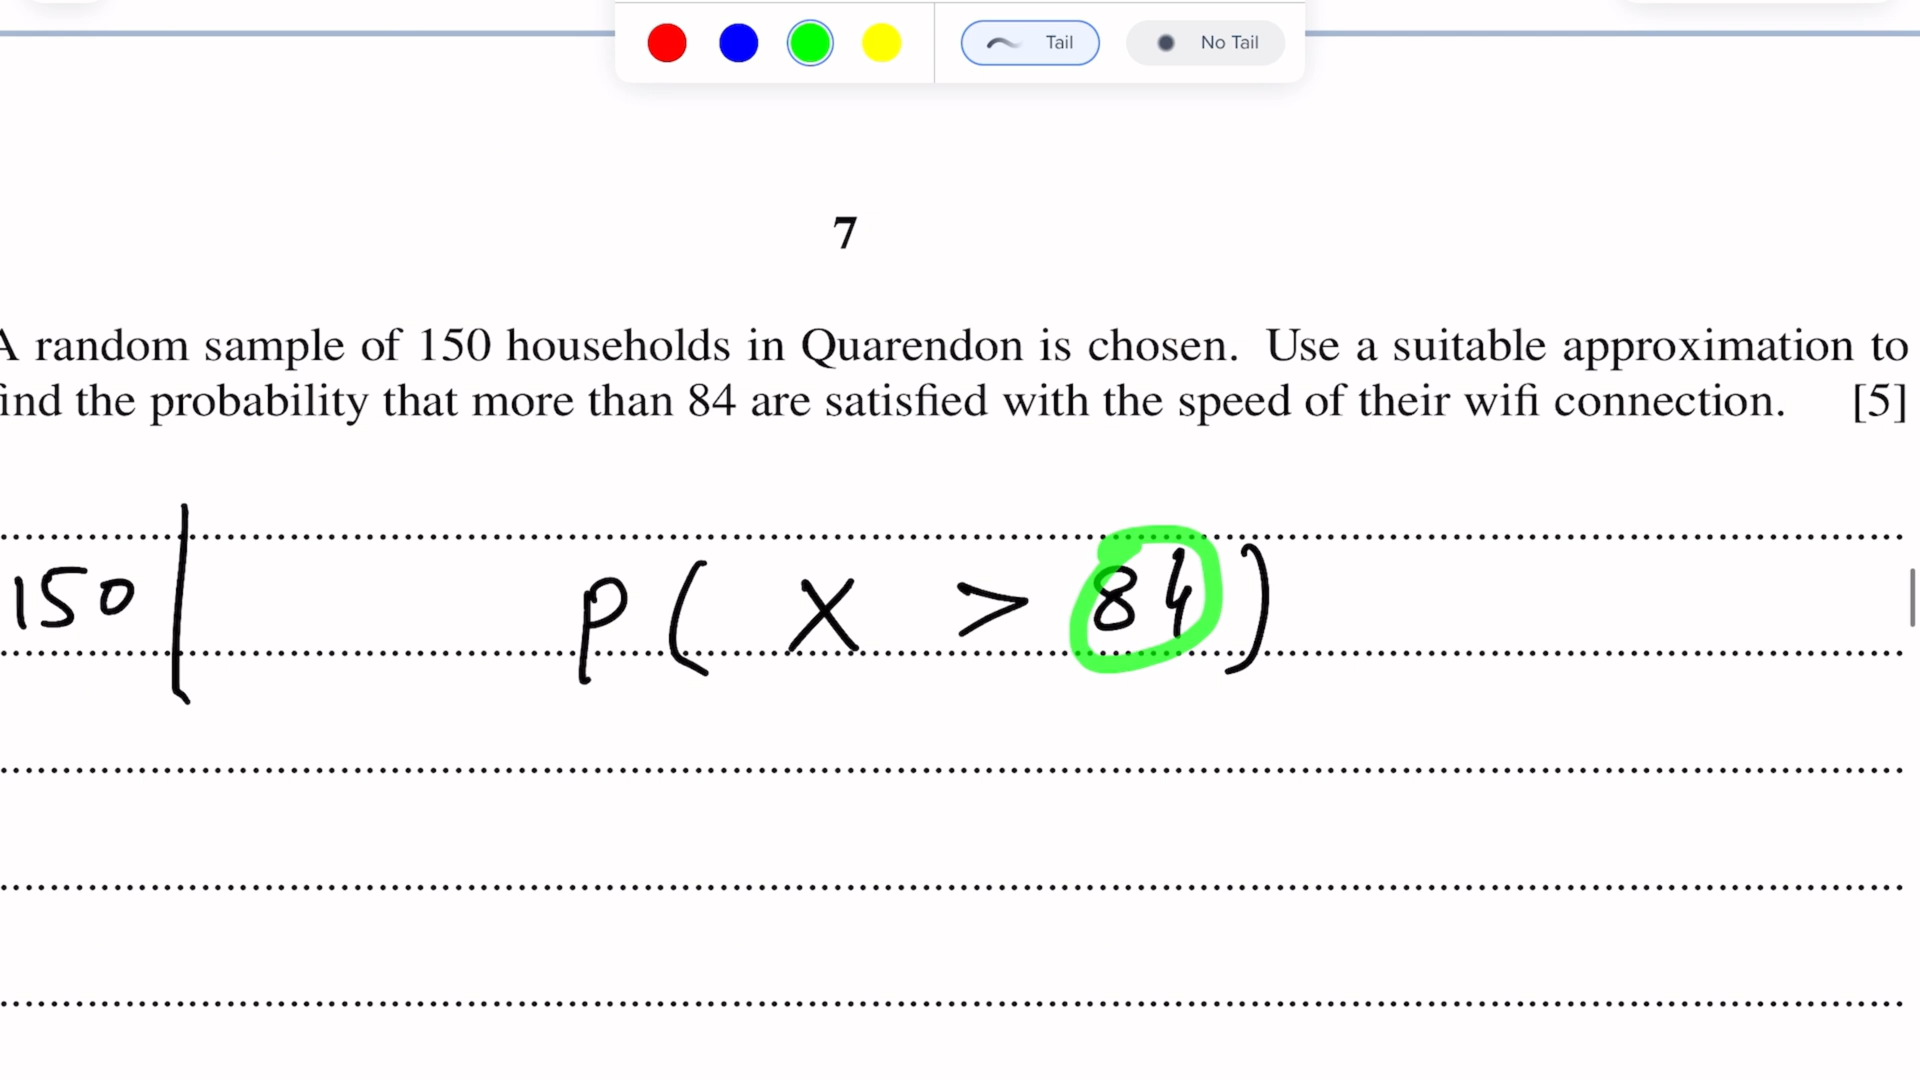 Tail No Tail
7
A random sample of 150 households in Quarendon is chosen. Use a suitable approximation to
find the probability that more than 84 are satisfied with the speed of their wifi connection. [5]
150 P( X > 84)